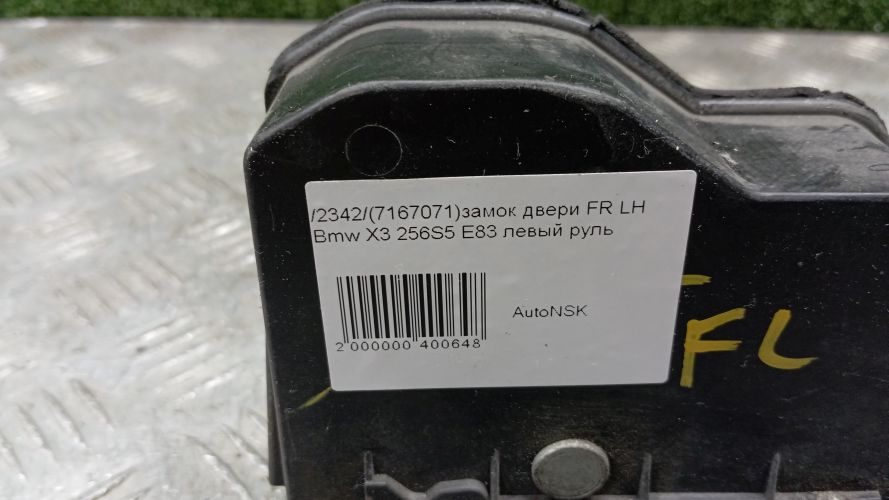 /2342/(7167071)замок двери FR LH
Bmw X3 256S5 E83 левый руль
AutoNSK
2 000000 400648
FL